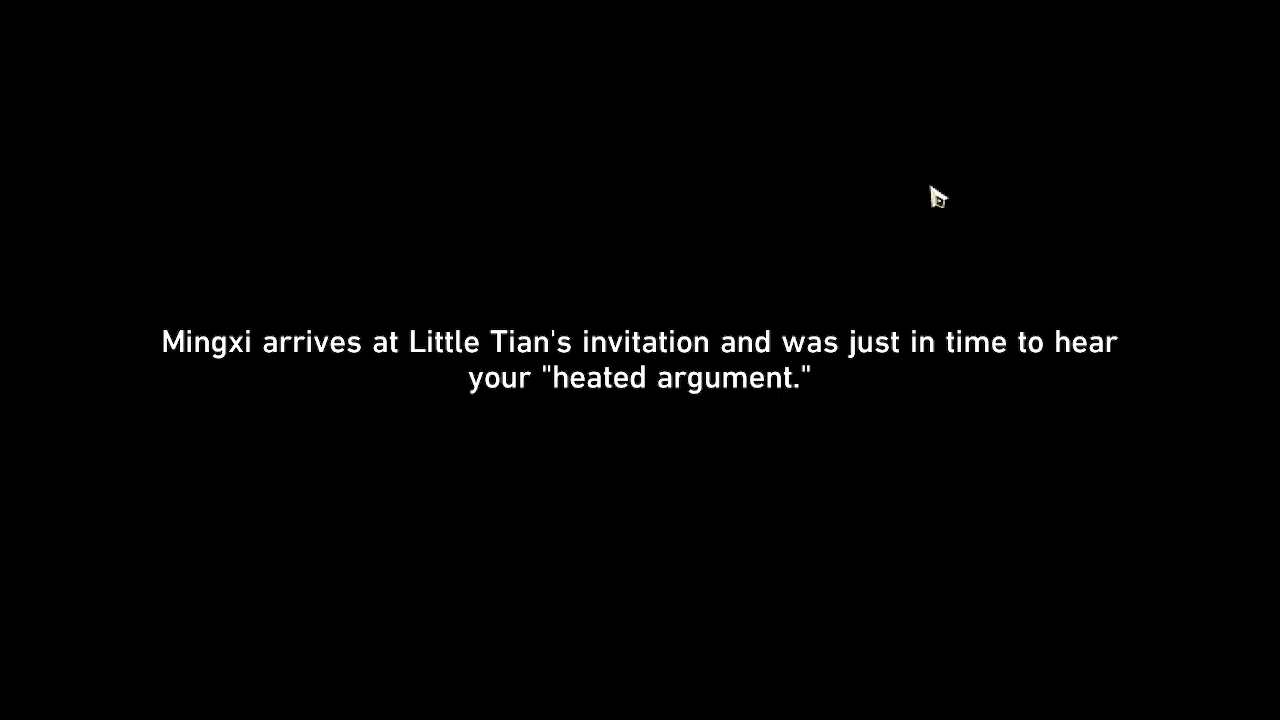 Mingxi arrives at Little Tian's invitation and was just in time to hear
your "heated argument."